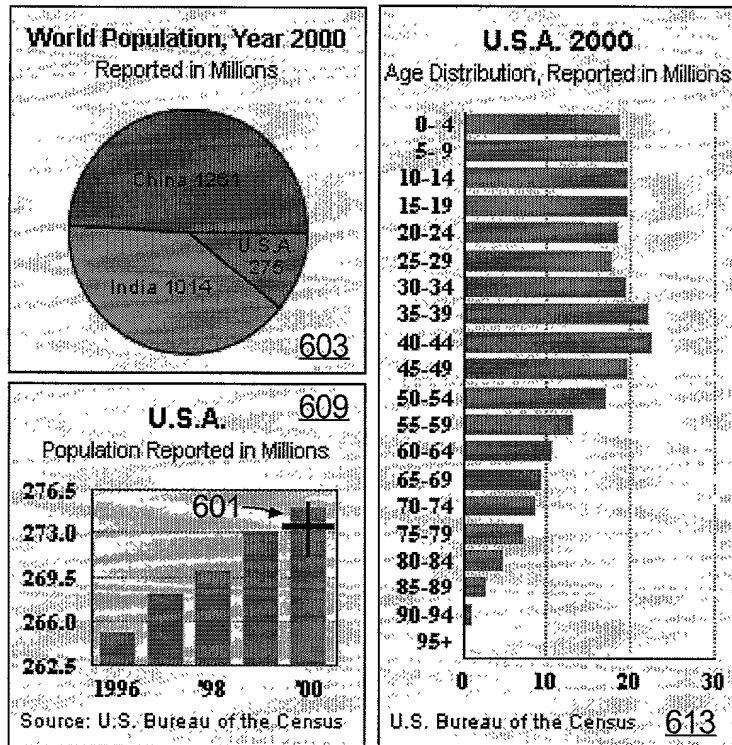 World Population, Year 2000
Reported in Millions
China 1261
U.S.A.
275
India 1014
603
U.S.A.
609
Population Reported in Millions
276.5
601
273.0
269.5
266.0
262.5
1996
'98
'00
Source: U.S. Bureau of the Census
U.S.A. 2000
Age Distribution, Reported in Millions
0-4
5-9
10-14
15-19
20-24
25-29
30-34
35-39
40-44
45-49
50-54
55-59
60-64
65-69
70-74
75-79
80-84
85-89
90-94
95+
0 10 20 30
U.S. Bureau of the Census
613